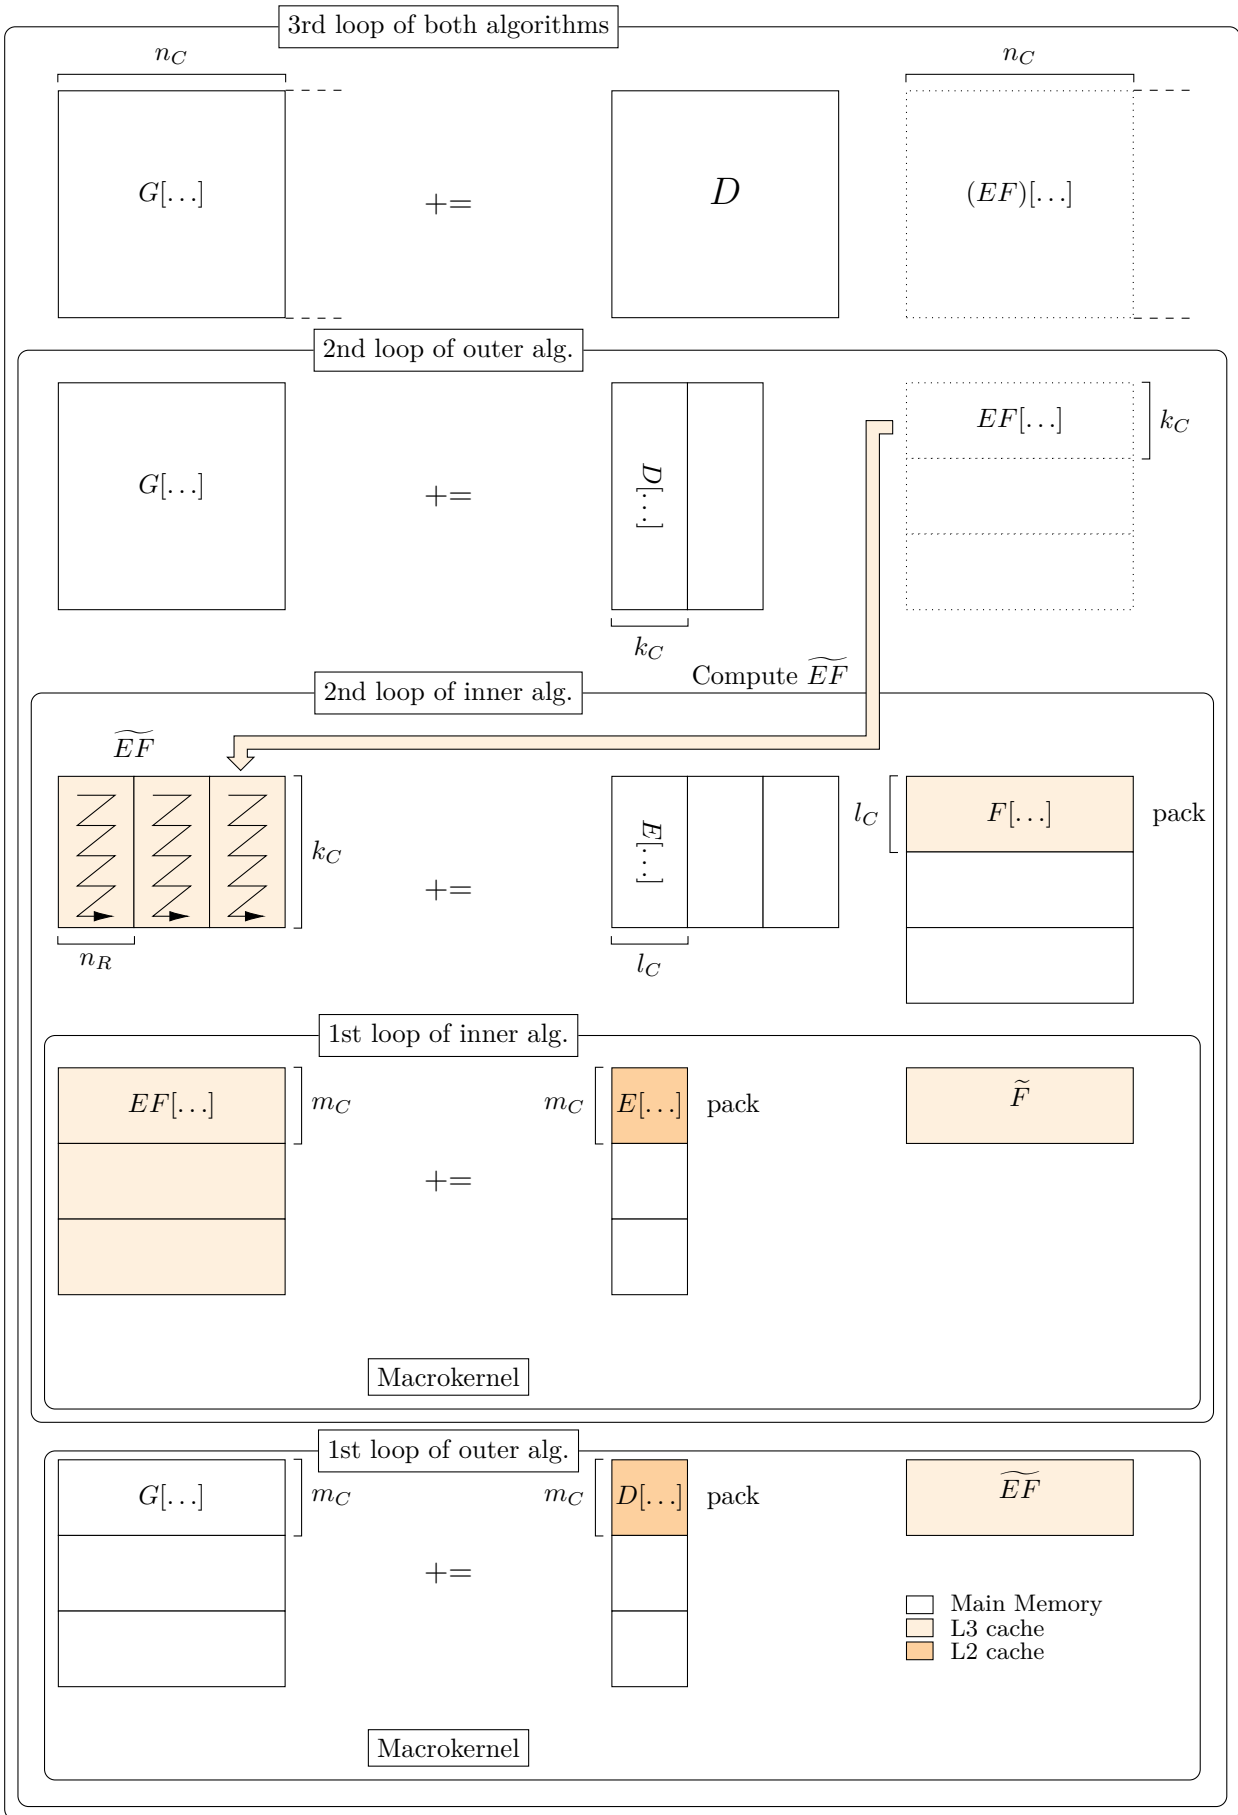 3rd loop of both algorithms
n_C
n_C
G[…]
+=
D
(EF)[…]
2nd loop of outer alg.
G[…]
+=
D[…]
EF[…]
k_C
k_C
Compute \widetilde{EF}
2nd loop of inner alg.
\widetilde{EF}
k_C
n_R
+=
E[…]
l_C
l_C
F[…]
pack
1st loop of inner alg.
EF[…]
m_C
+=
m_C
E[…]
pack
\widetilde{F}
Macrokernel
1st loop of outer alg.
G[…]
m_C
+=
m_C
D[…]
pack
\widetilde{EF}
Main Memory
L3 cache
L2 cache
Macrokernel